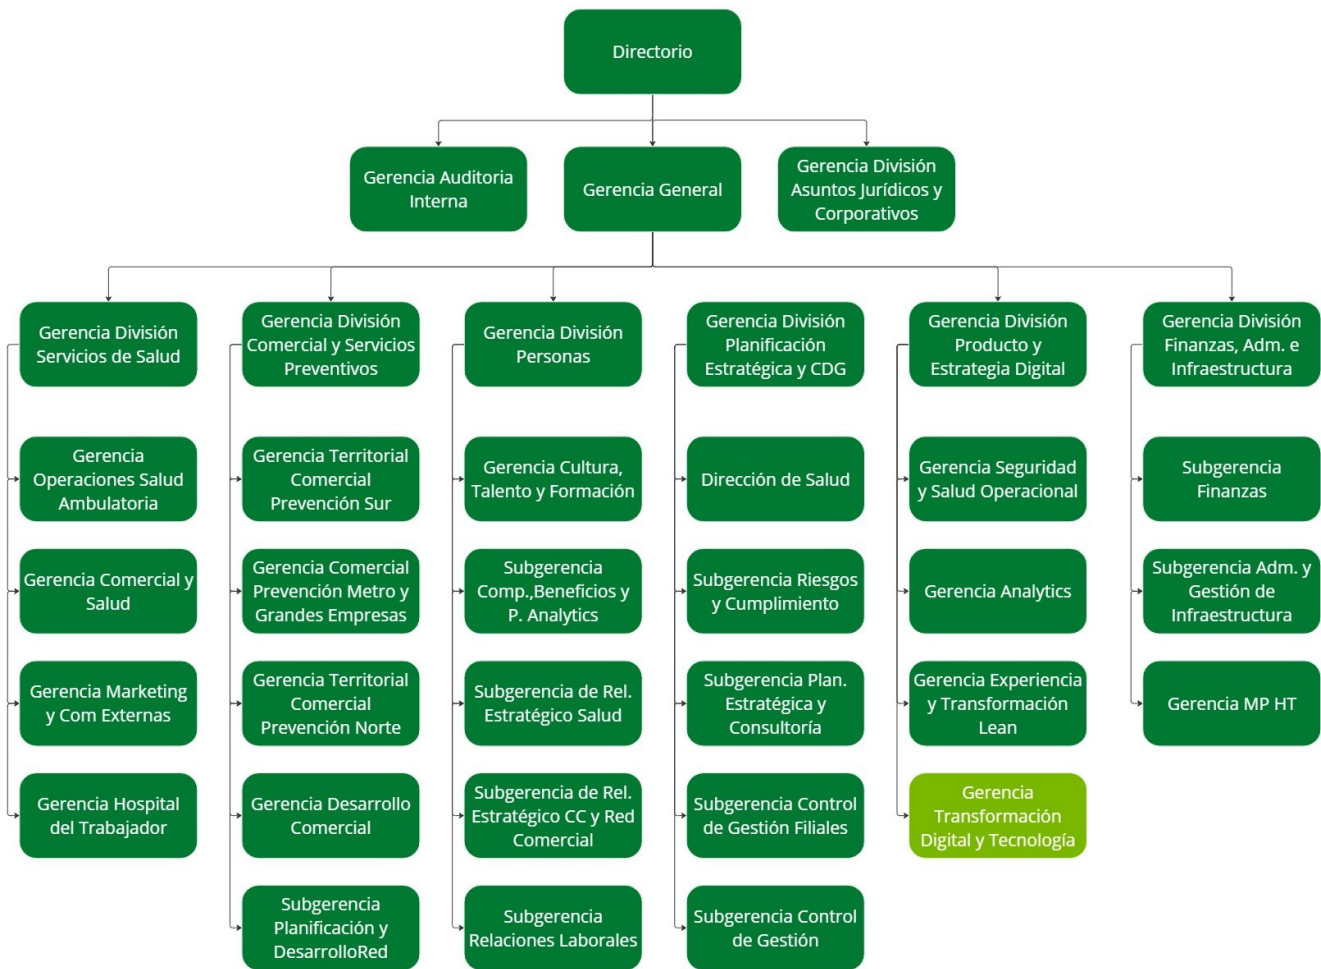 Directorio
Gerencia Auditoria
Interna
Gerencia General
Gerencia División
Asuntos Jurídicos y
Corporativos
Gerencia División
Servicios de Salud
Gerencia División
Comercial y Servicios
Preventivos
Gerencia División
Personas
Gerencia División
Planificación
Estratégica y CDG
Gerencia División
Producto y
Estrategia Digital
Gerencia División
Finanzas, Adm. e
Infraestructura
Gerencia
Operaciones Salud
Ambulatoria
Gerencia Territorial
Comercial
Prevención Sur
Gerencia Cultura,
Talento y Formación
Dirección de Salud
Gerencia Seguridad
y Salud Operacional
Subgerencia
Finanzas
Gerencia Comercial y
Salud
Gerencia Comercial
Prevención Metro y
Grandes Empresas
Subgerencia
Comp.,Beneficios y
P. Analytics
Subgerencia Riesgos
y Cumplimiento
Gerencia Analytics
Subgerencia Adm. y
Gestión de
Infraestructura
Gerencia Marketing
y Com Externas
Gerencia Territorial
Comercial
Prevención Norte
Subgerencia de Rel.
Estratégico Salud
Subgerencia Plan.
Estratégica y
Consultoría
Gerencia Experiencia
y Transformación
Lean
Gerencia MP HT
Gerencia Hospital
del Trabajador
Gerencia Desarrollo
Comercial
Subgerencia de Rel.
Estratégico CC y Red
Comercial
Subgerencia Control
de Gestión Filiales
Gerencia
Transformación
Digital y Tecnología
Subgerencia
Planificación y
DesarrolloRed
Subgerencia
Relaciones Laborales
Subgerencia Control
de Gestión